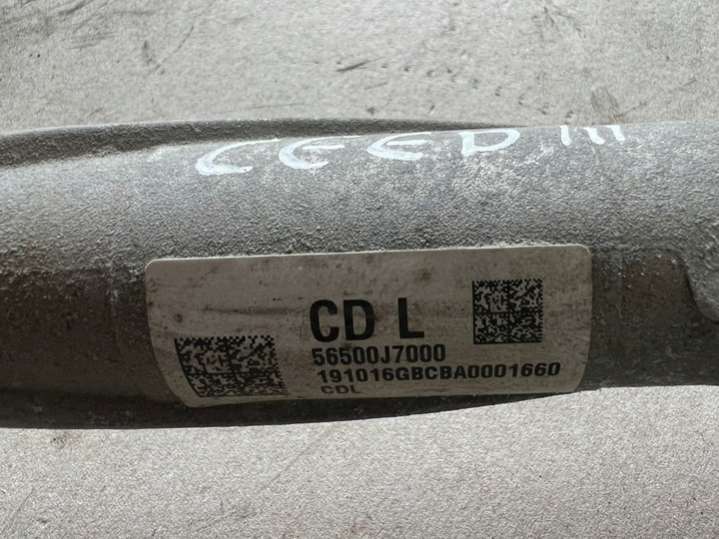 CEED III
CD L
56500J7000
191016GBCBA0001660
CDL